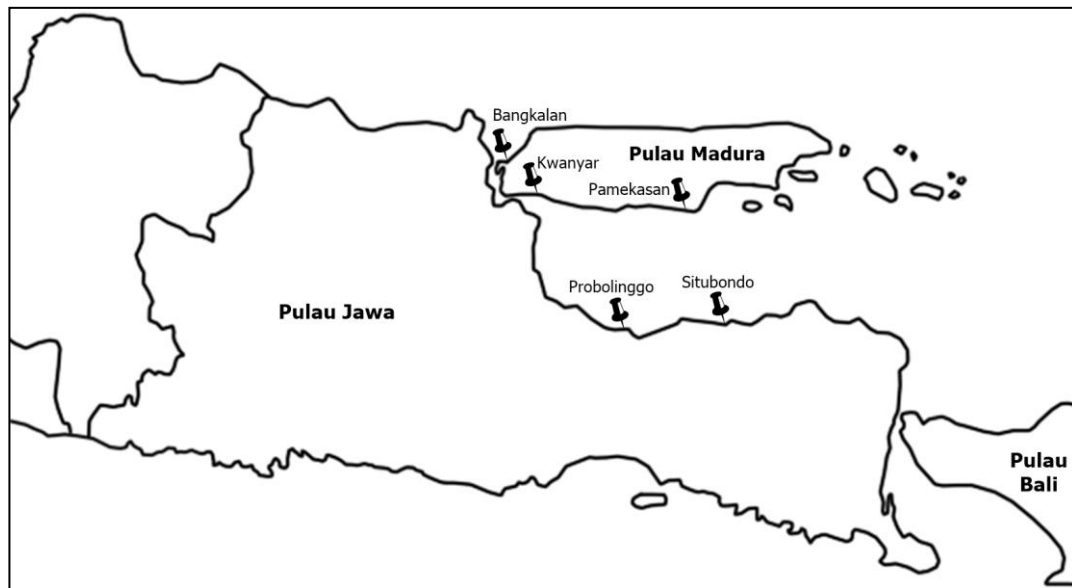 Bangkalan
Kwanyar
Pulau Madura
Pamekasan
Probolinggo
Situbondo
Pulau Jawa
Pulau
Bali